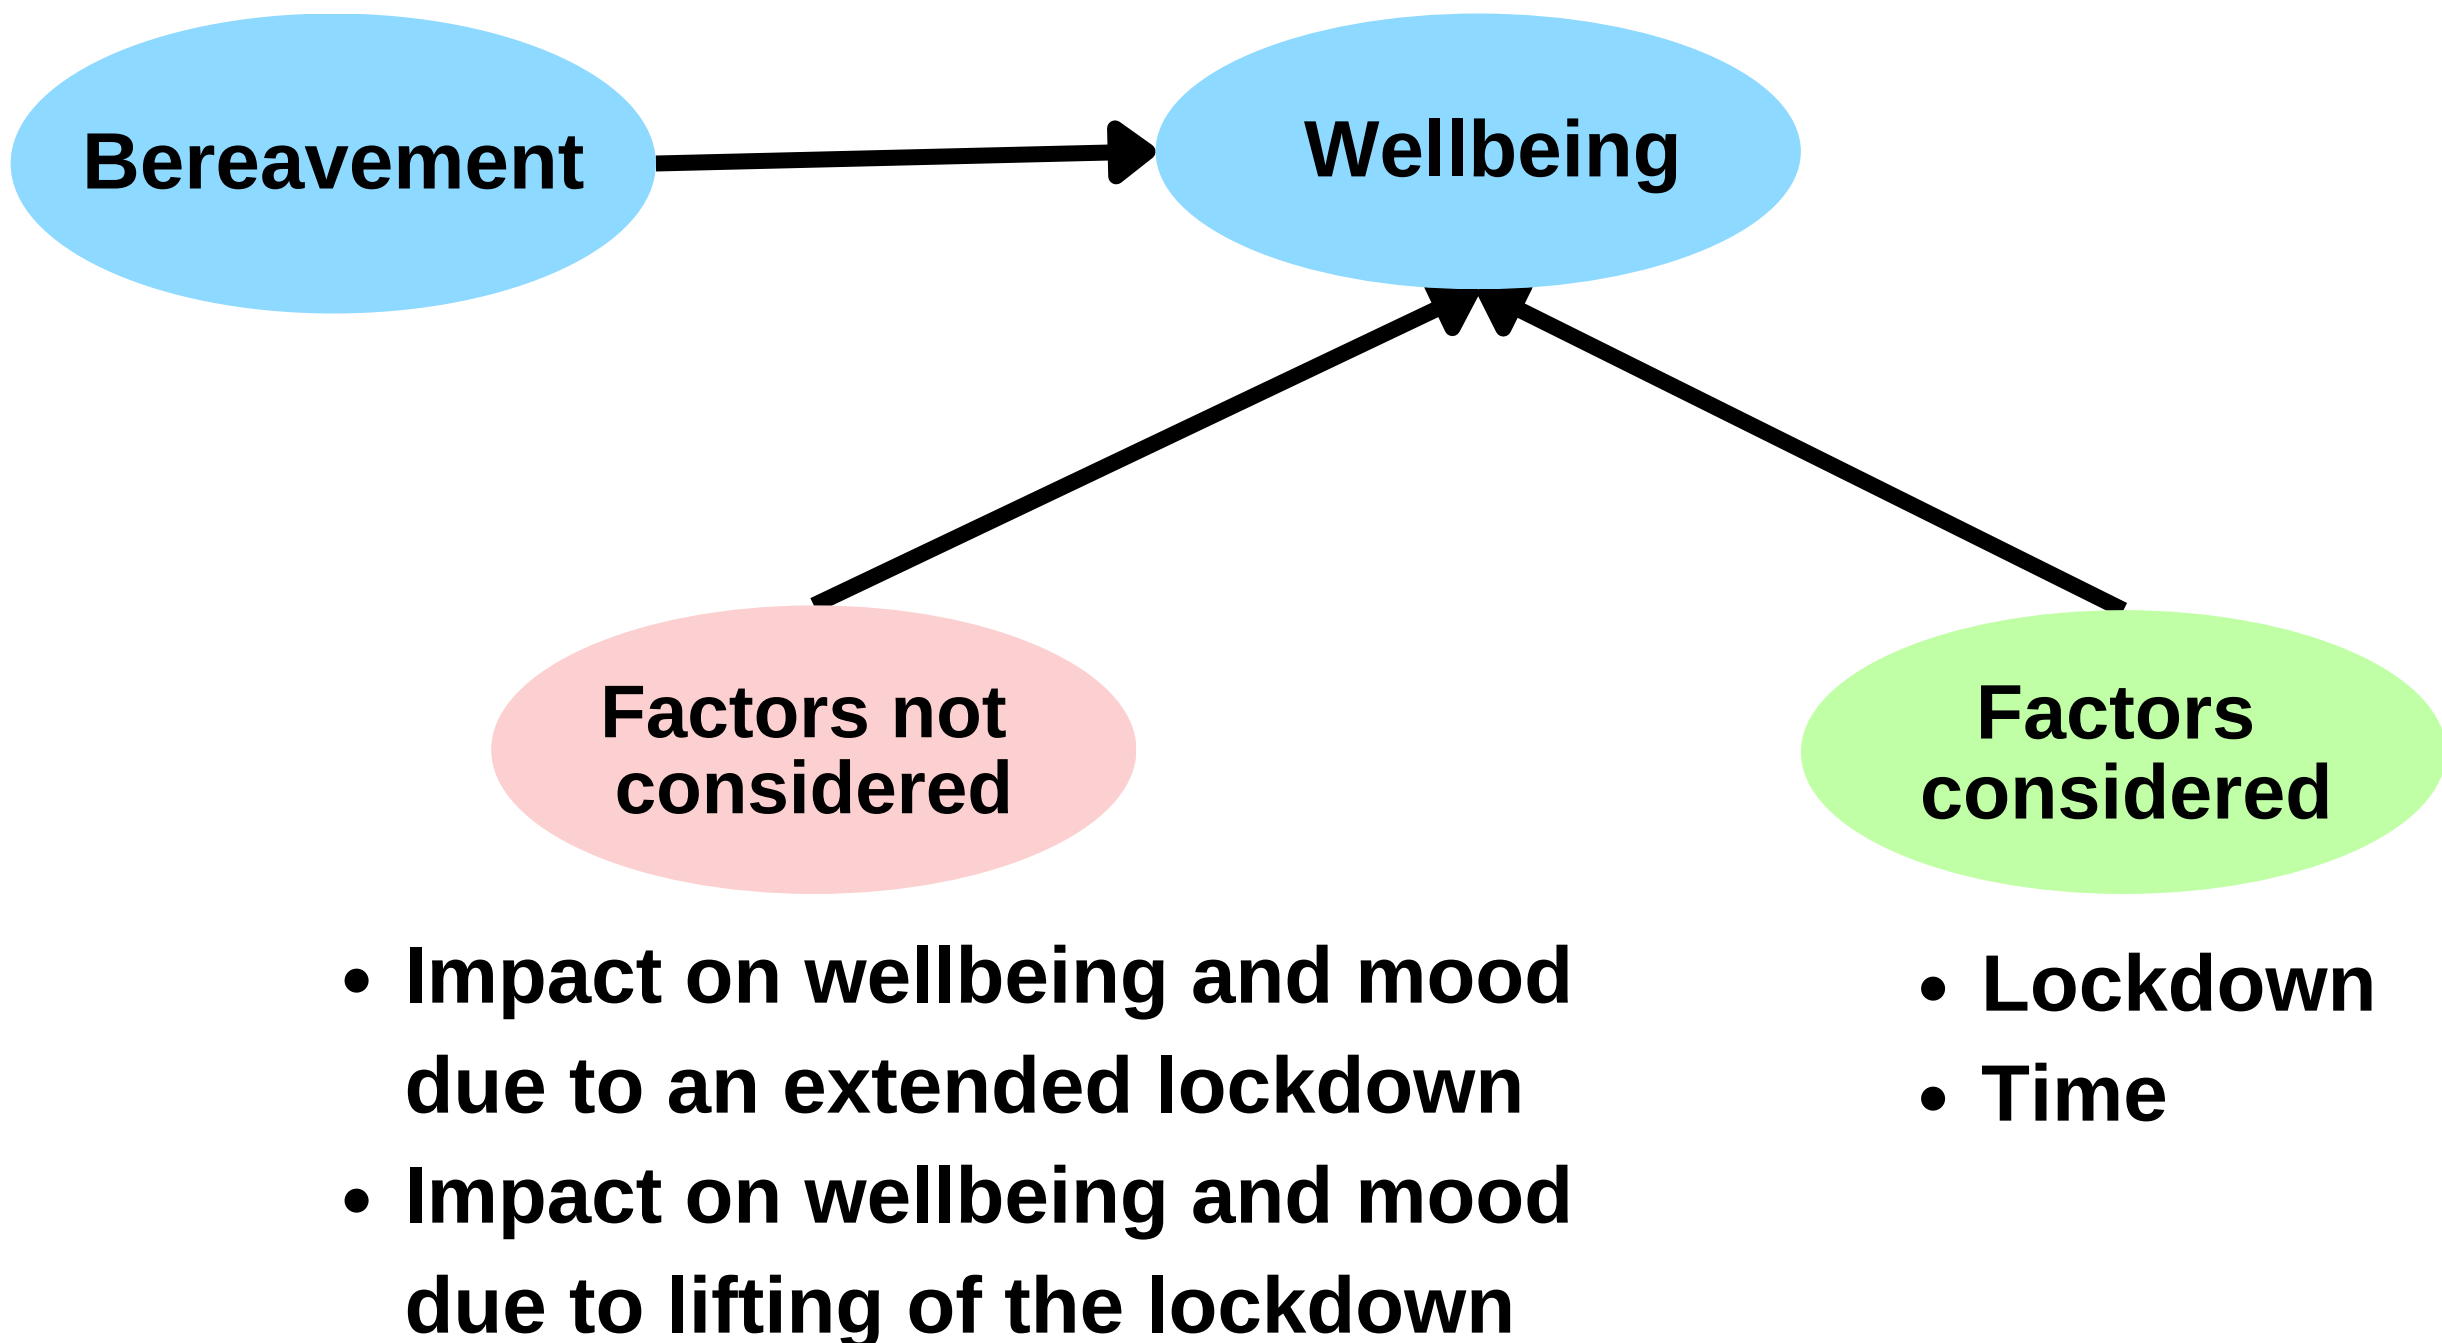 Bereavement
Wellbeing
Factors not
considered
Factors
considered
• Impact on wellbeing and mood
due to an extended lockdown
• Impact on wellbeing and mood
due to lifting of the lockdown
• Lockdown
• Time